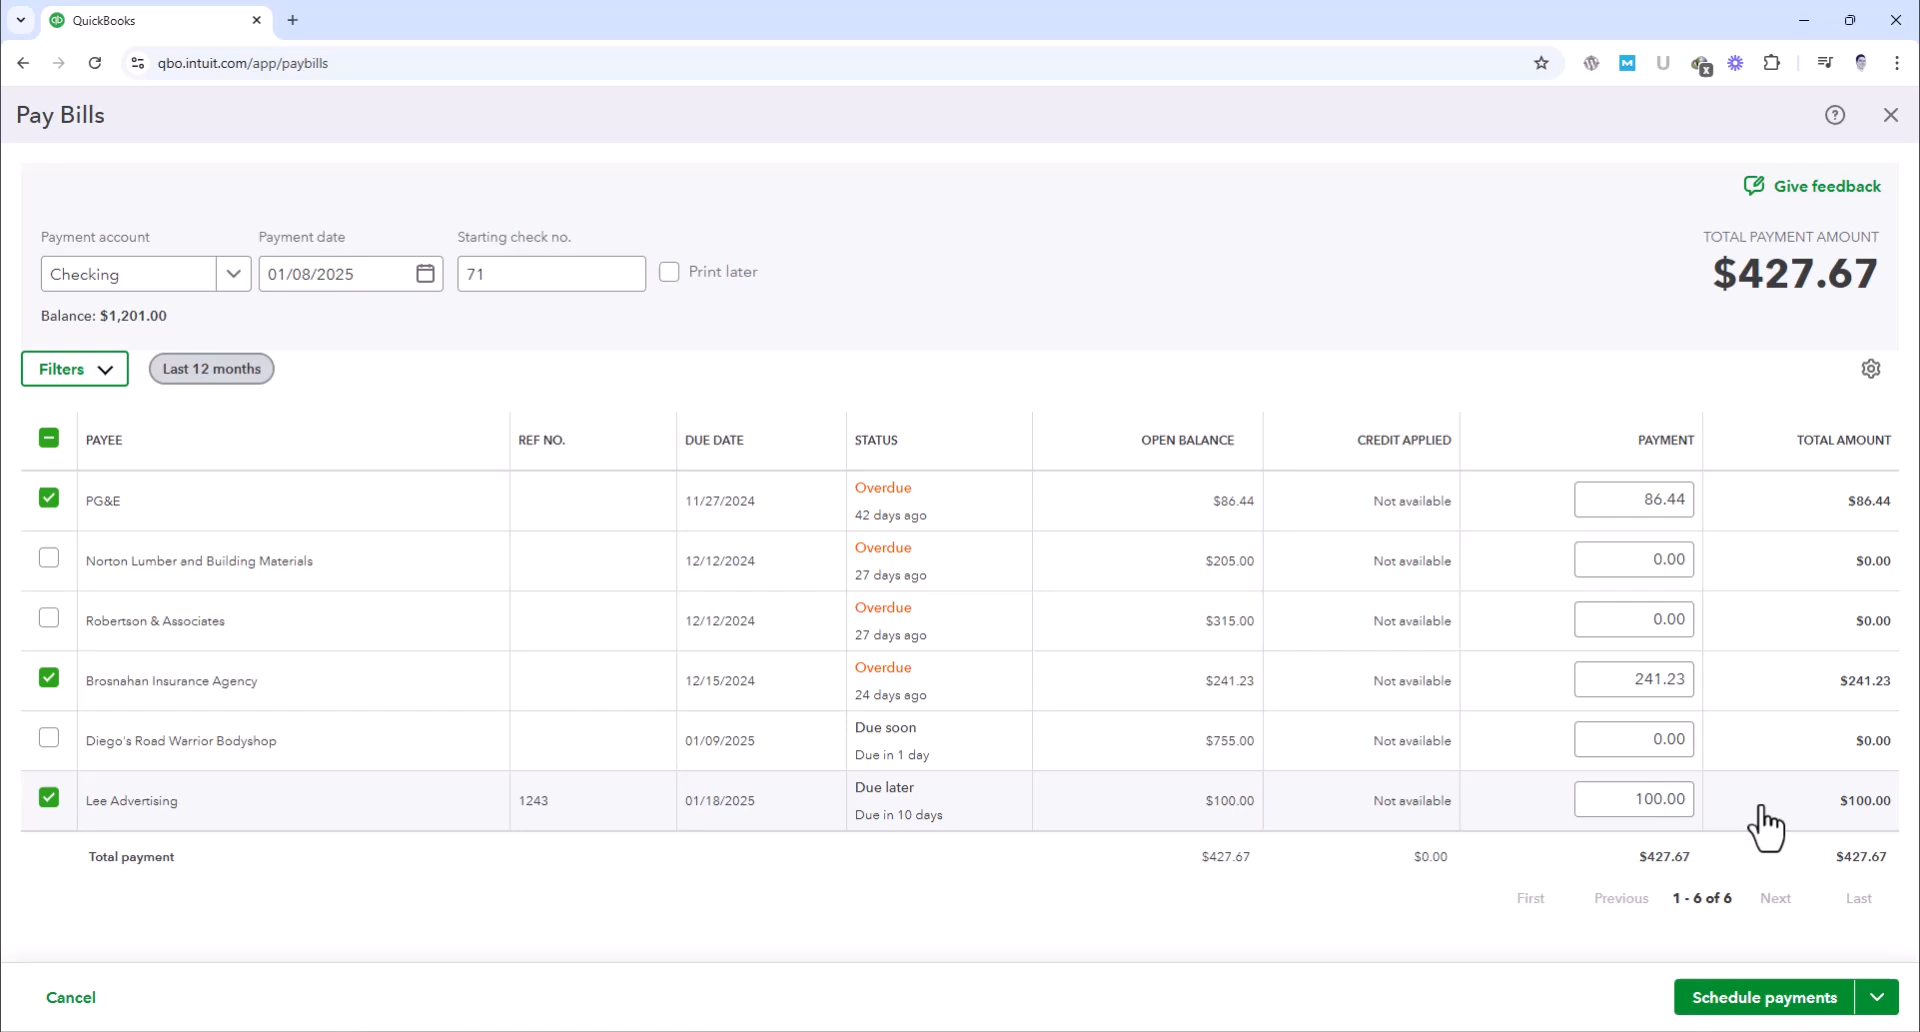 QuickBooks
qbo.intuit.com/app/paybills
M U x
Pay Bills
Give feedback
Payment account Payment date Starting check no. TOTAL PAYMENT AMOUNT
Checking 01/08/2025 71 Print later $427.67
Balance: $1,201.00
Filters Last 12 months
PAYEE REF NO. DUE DATE STATUS OPEN BALANCE CREDIT APPLIED PAYMENT TOTAL AMOUNT
PG&E 11/27/2024 Overdue 42 days ago $86.44 Not available 86.44 $86.44
Norton Lumber and Building Materials 12/12/2024 Overdue 27 days ago $205.00 Not available 0.00 $0.00
Robertson & Associates 12/12/2024 Overdue 27 days ago $315.00 Not available 0.00 $0.00
Brosnahan Insurance Agency 12/15/2024 Overdue 24 days ago $241.23 Not available 241.23 $241.23
Diego's Road Warrior Bodyshop 01/09/2025 Due soon Due in 1 day $755.00 Not available 0.00 $0.00
Lee Advertising 1243 01/18/2025 Due later Due in 10 days $100.00 Not available 100.00 $100.00
Total payment $427.67 $0.00 $427.67 $427.67
First Previous 1 - 6 of 6 Next Last
Cancel Schedule payments